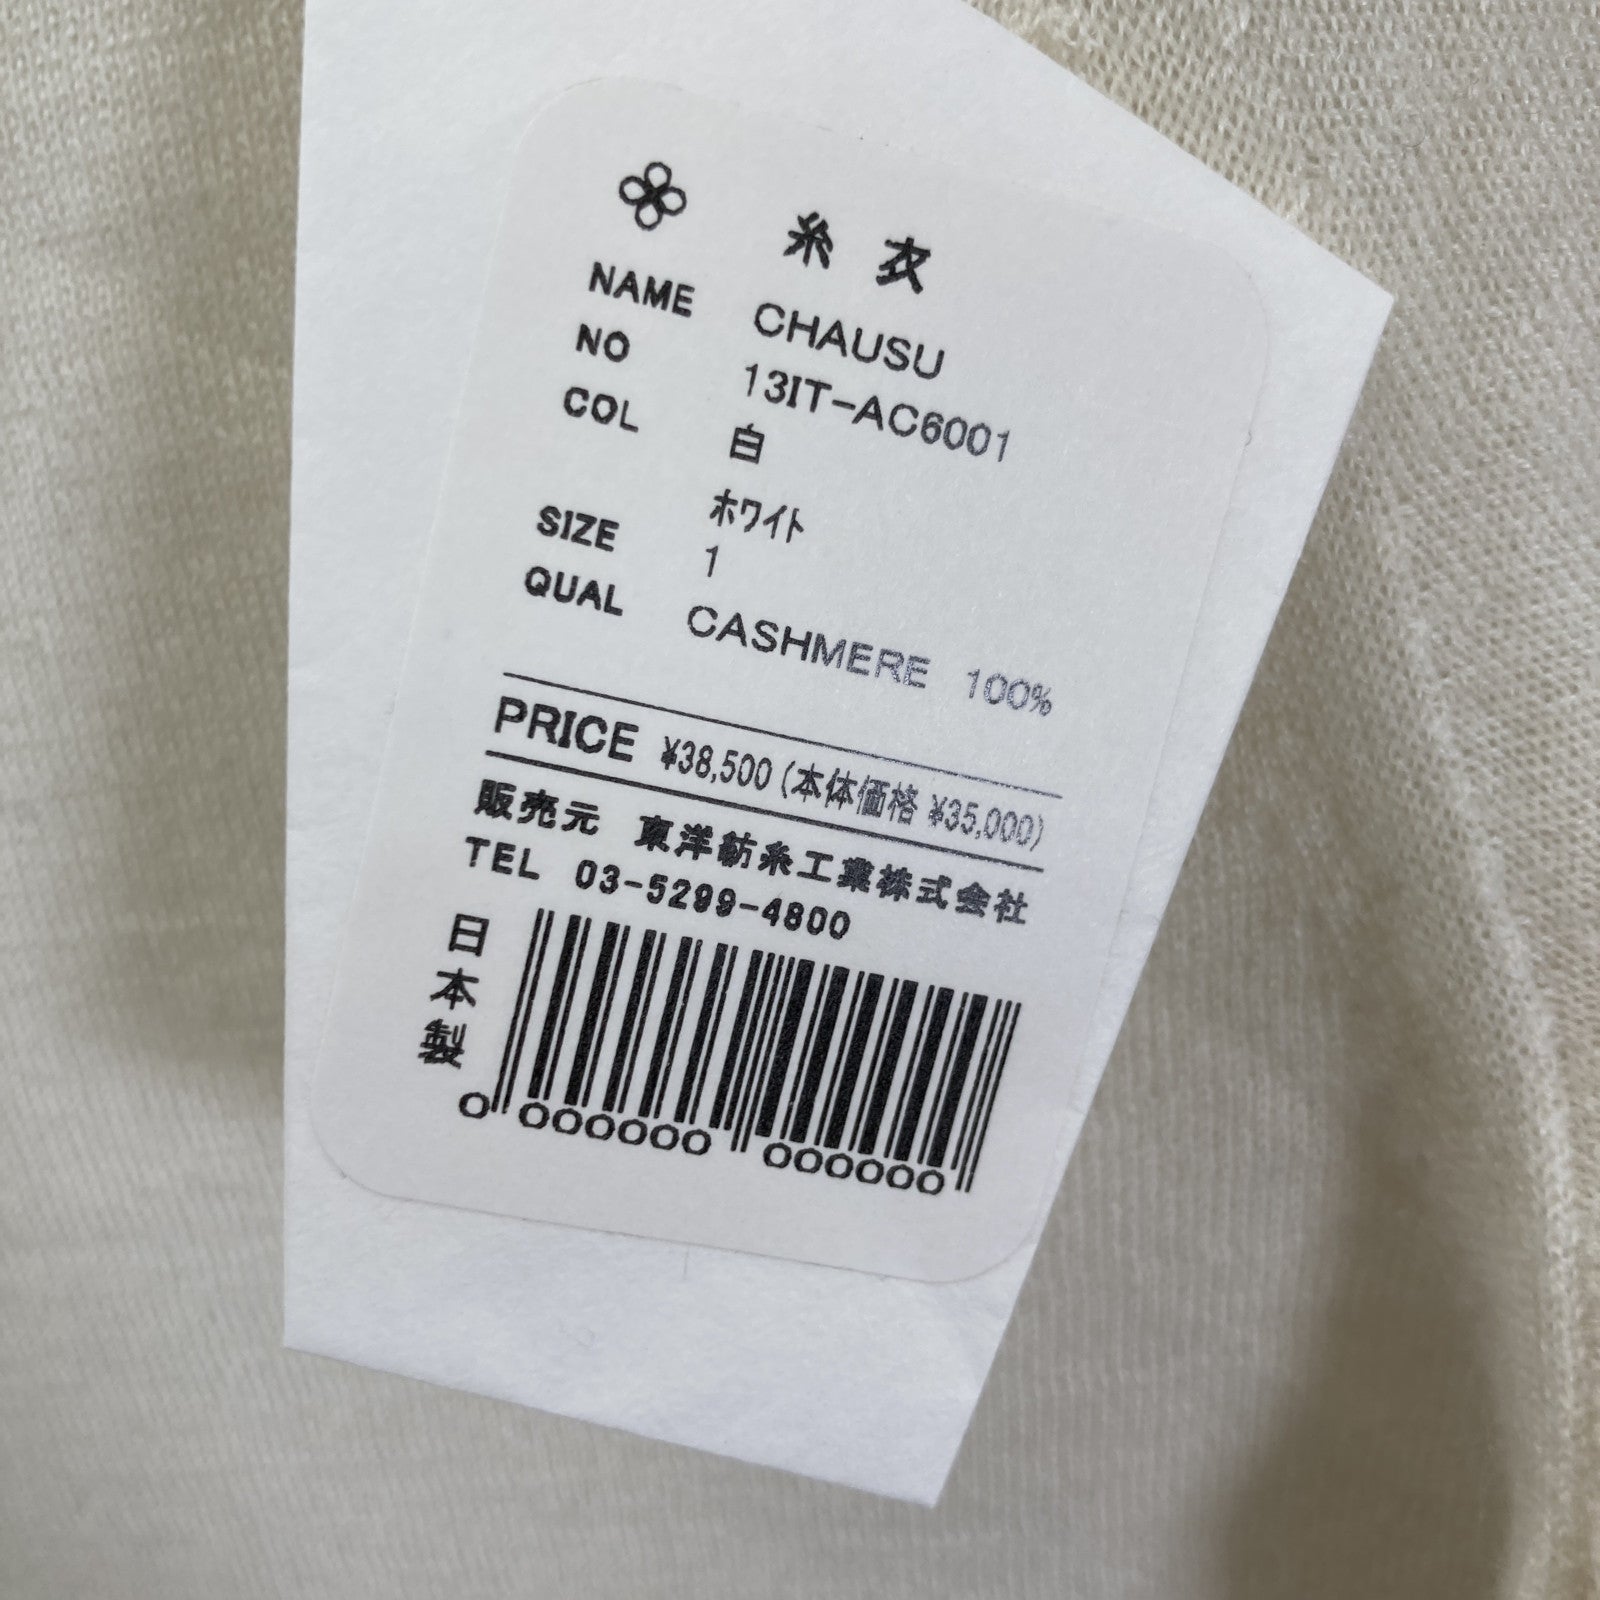 糸 衣
NAME CHAUSU
NO 13IT-AC6001
COL 白
ホワイト
SIZE 1
QUAL CASHMERE 100%
PRICE ¥38,500 (本体価格 ¥35,000)
販売元 東洋紡糸工業株式会社
TEL 03-5299-4800
日本製
0 000000 000000